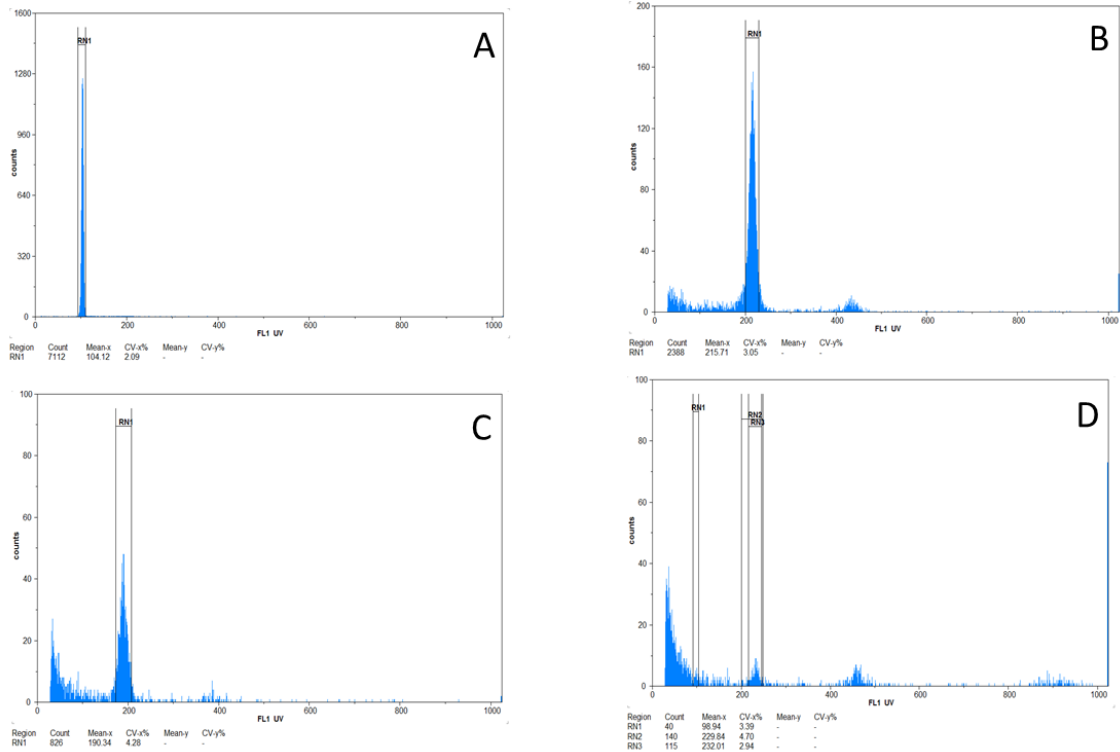 A
1600
1280
960
640
320
0
counts
RN1
0 200 400 600 800 1000
FL1 UV
Region Count Mean-x CV-x% Mean-y CV-y%
RN1 7112 104.12 2.09 - -
B
200
160
120
80
40
0
counts
RN1
0 200 400 600 800 1000
FL1 UV
Region Count Mean-x CV-x% Mean-y CV-y%
RN1 2388 215.71 3.05 - -
C
100
80
60
40
20
0
counts
RN1
0 200 400 600 800 1000
FL1 UV
Region Count Mean-x CV-x% Mean-y CV-y%
RN1 826 190.34 4.28 - -
D
100
80
60
40
20
0
counts
RN1
RN2
RN3
0 200 400 600 800 1000
FL1 UV
Region Count Mean-x CV-x% Mean-y CV-y%
RN1 40 98.94 3.39 - -
RN2 140 229.84 4.70 - -
RN3 115 232.01 2.94 - -